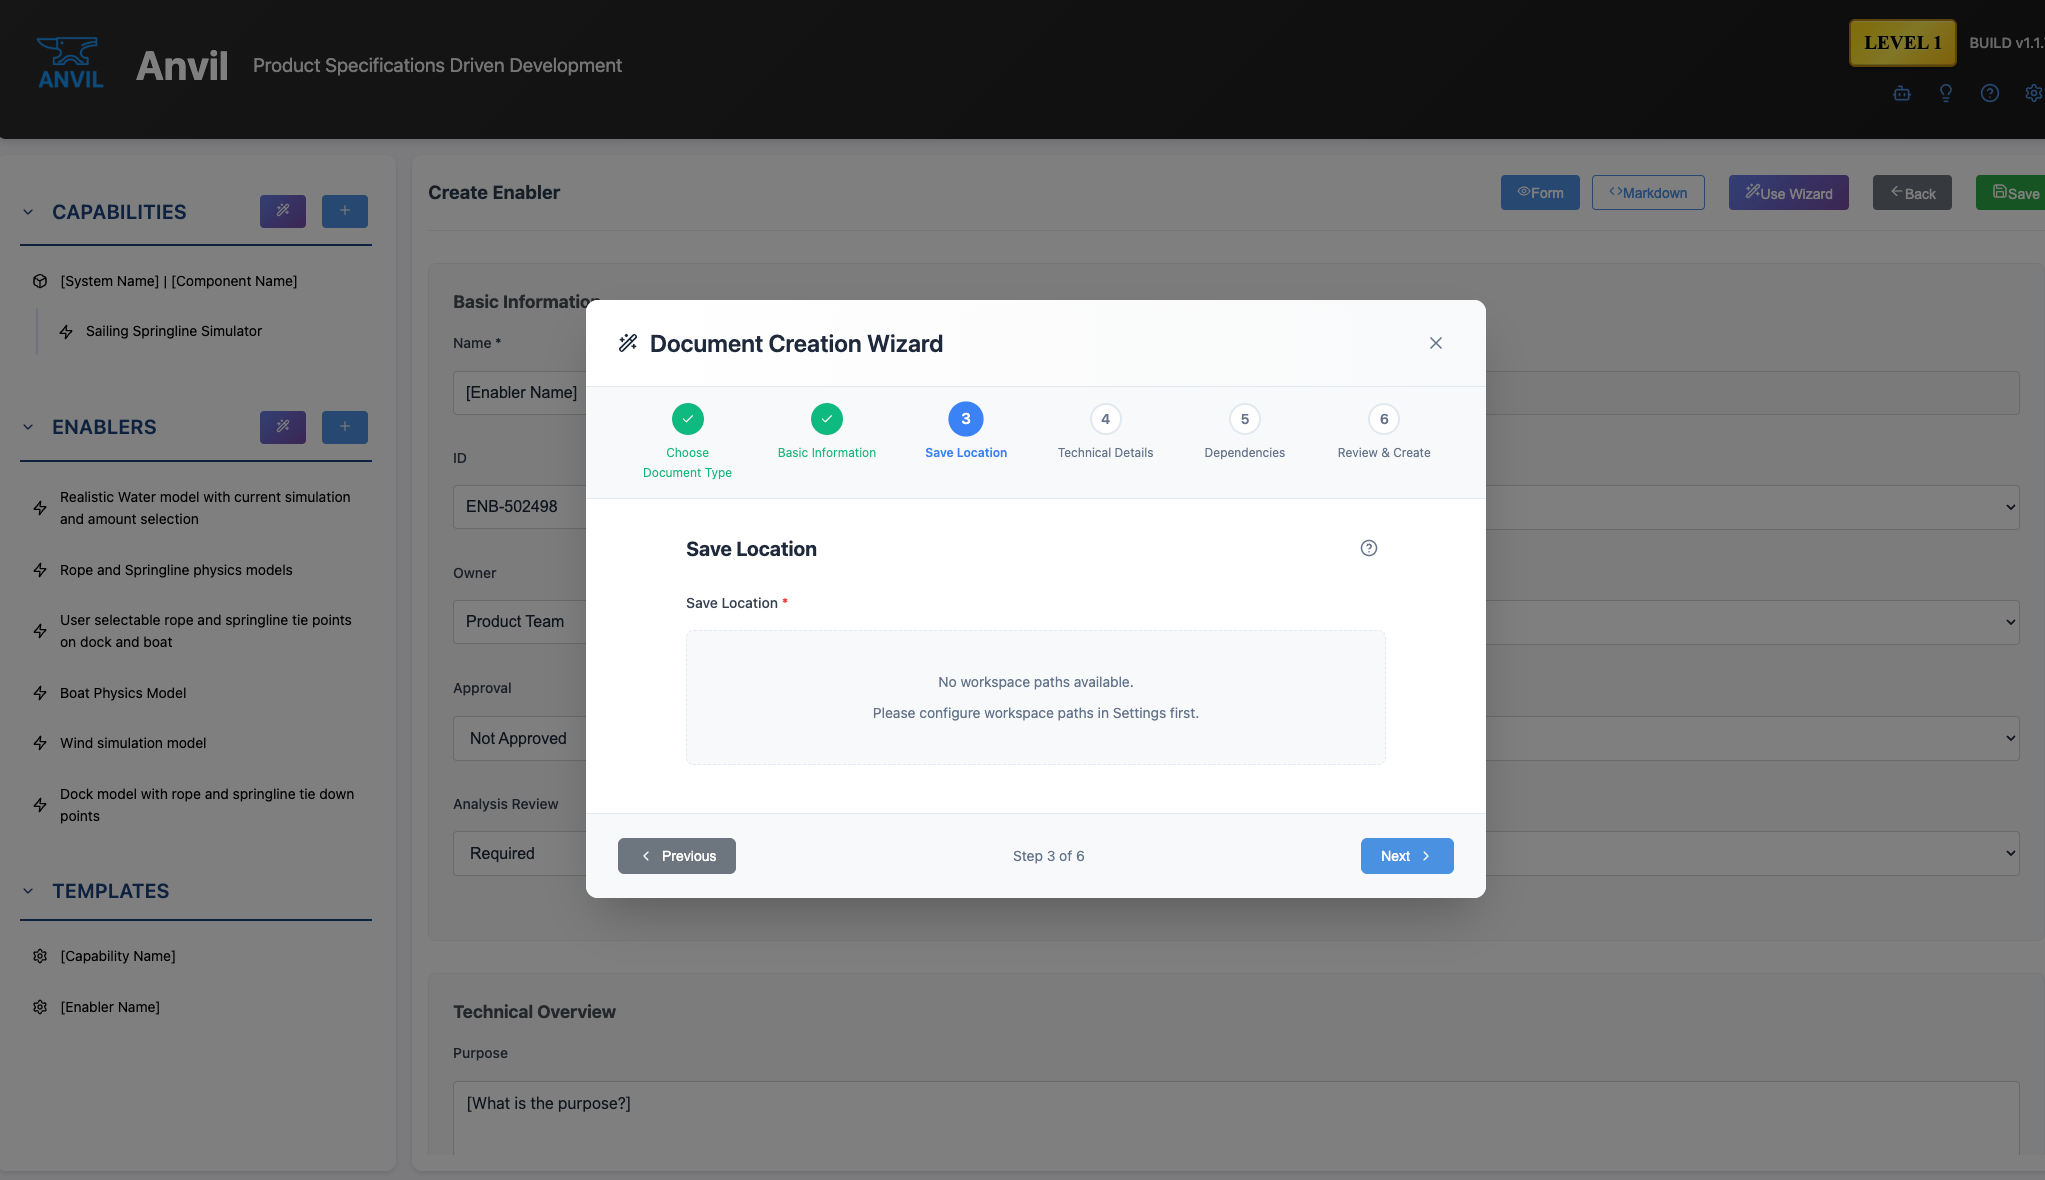 ANVIL
Anvil
Product Specifications Driven Development
LEVEL 1
BUILD v1.1.
CAPABILITIES
[System Name] | [Component Name]
Sailing Springline Simulator
ENABLERS
Realistic Water model with current simulation
and amount selection
Rope and Springline physics models
User selectable rope and springline tie points
on dock and boat
Boat Physics Model
Wind simulation model
Dock model with rope and springline tie down
points
TEMPLATES
[Capability Name]
[Enabler Name]
Create Enabler
Form
Markdown
Use Wizard
Back
Save
Basic Information
Name *
[Enabler Name]
ID
ENB-502498
Owner
Product Team
Approval
Not Approved
Analysis Review
Required
Technical Overview
Purpose
[What is the purpose?]
Document Creation Wizard
Choose
Document Type
Basic Information
3
Save Location
4
Technical Details
5
Dependencies
6
Review & Create
Save Location
Save Location *
No workspace paths available.
Please configure workspace paths in Settings first.
Previous
Step 3 of 6
Next